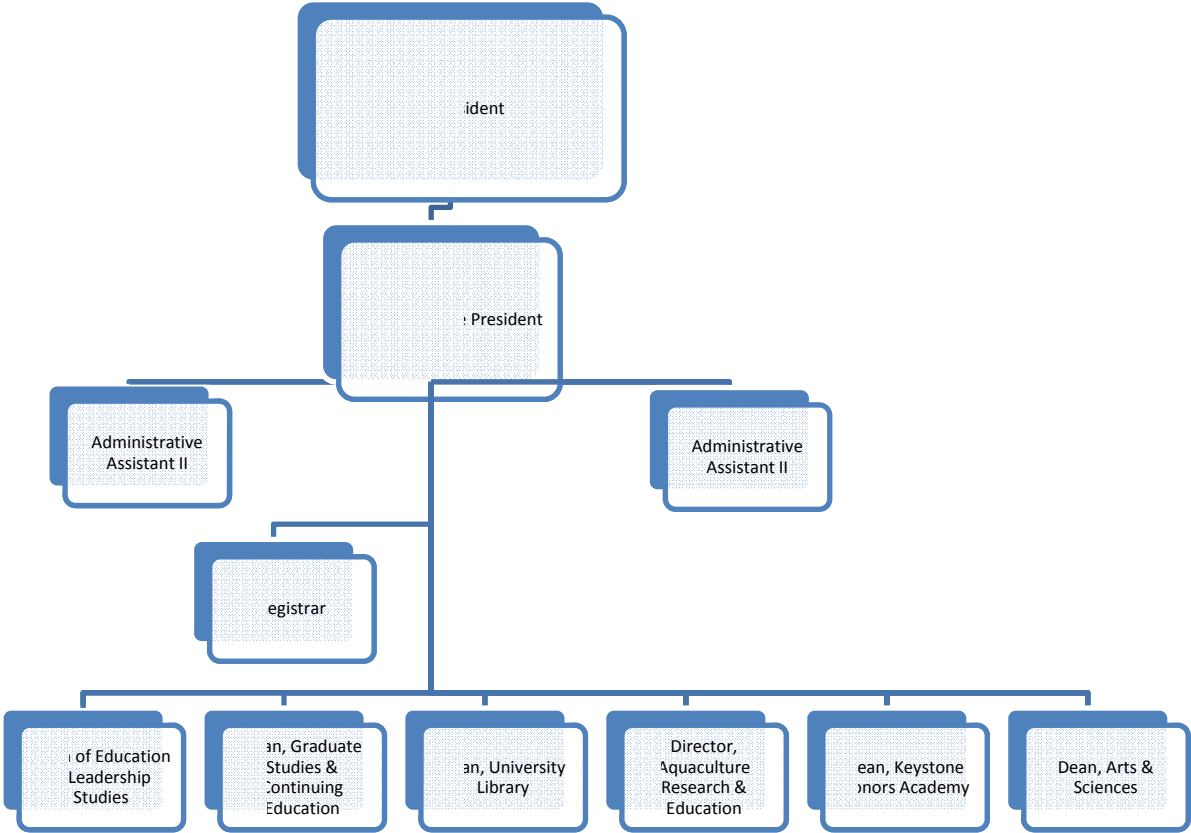 ident
President
Administrative
Assistant II
Administrative
Assistant II
egistrar
of Education
Leadership
Studies
an, Graduate
Studies &
Continuing
Education
an, University
Library
Director,
Aquaculture
Research &
Education
ean, Keystone
onors Academy
Dean, Arts &
Sciences